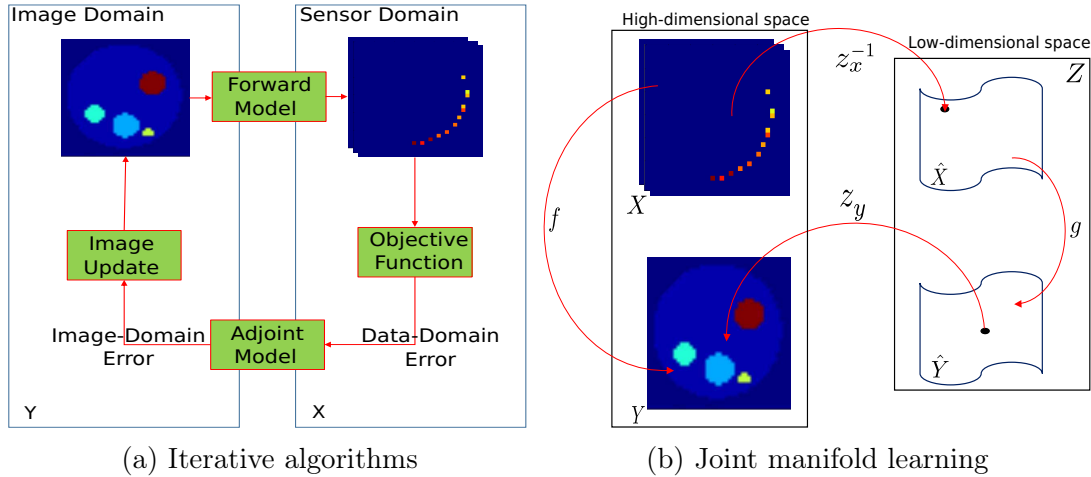 Image Domain
Sensor Domain
Forward
Model
Objective
Function
Image
Update
Adjoint
Model
Image-Domain
Error
Data-Domain
Error
Y
X
(a) Iterative algorithms
High-dimensional space
Low-dimensional space
z_x^{-1}
Z
X
X̂
f
z_y
g
Y
Ŷ
(b) Joint manifold learning